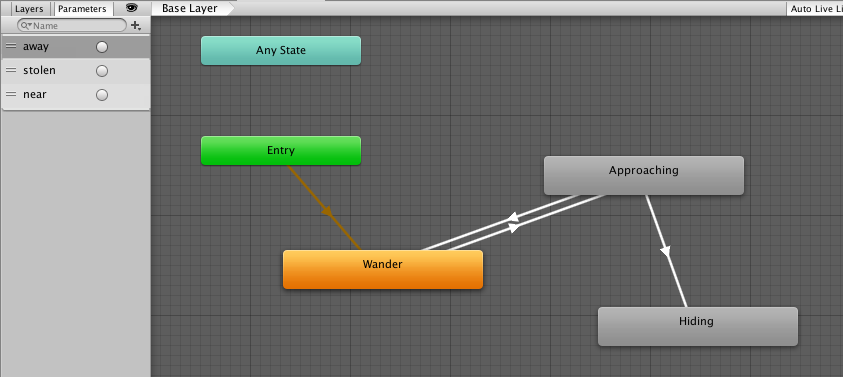 Layers Parameters Base Layer Auto Live Li
Name
away
stolen
near
Any State
Entry
Approaching
Wander
Hiding